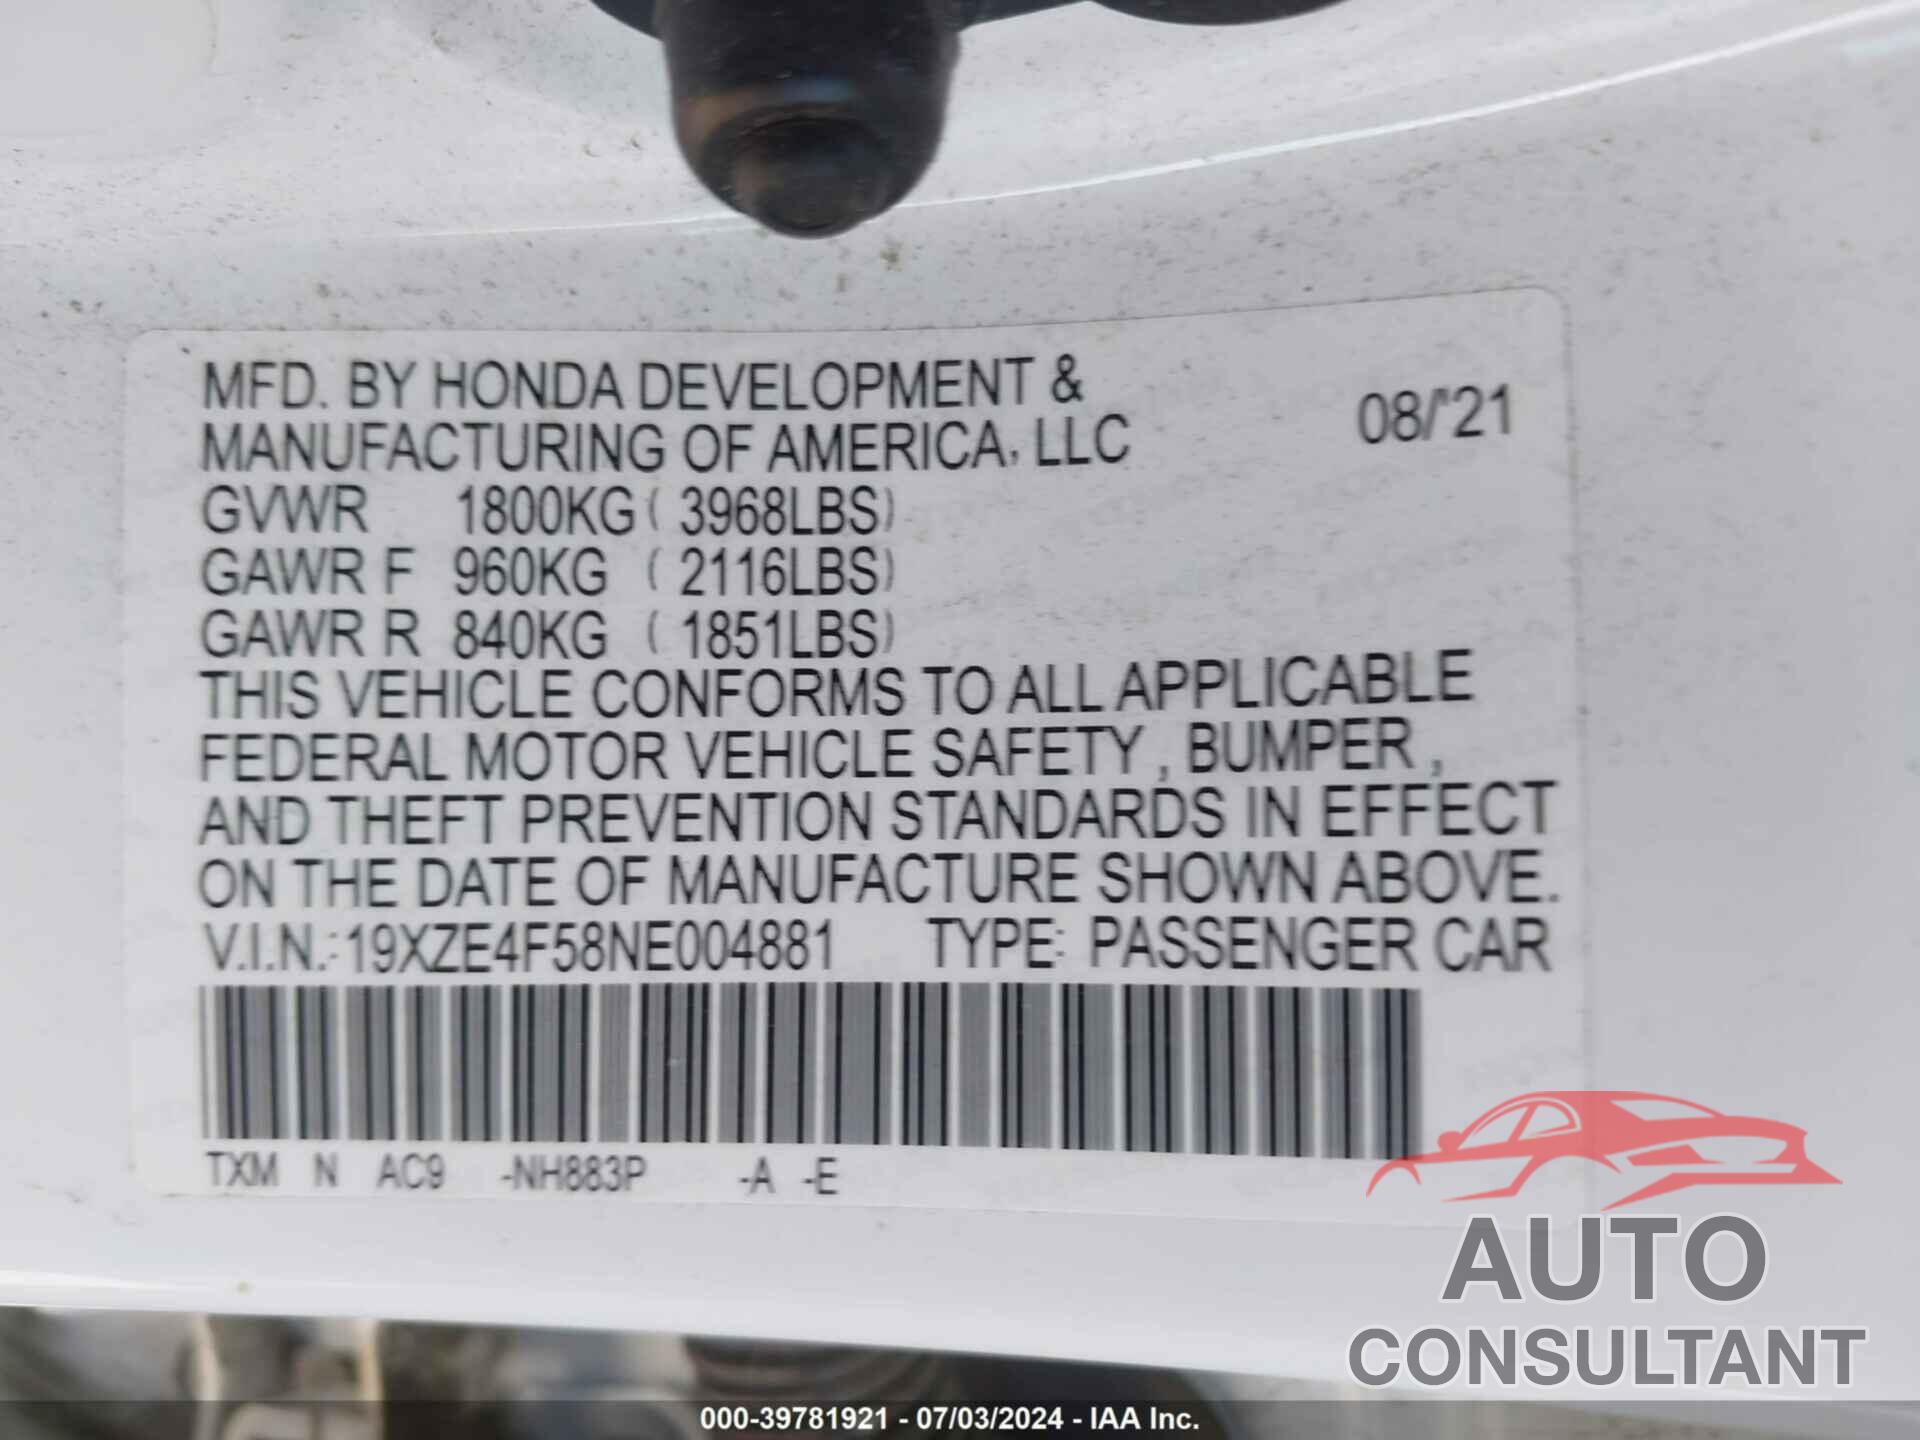 MFD. BY HONDA DEVELOPMENT &
MANUFACTURING OF AMERICA, LLC 08/'21
GVWR 1800KG ( 3968LBS)
GAWR F 960KG ( 2116LBS)
GAWR R 840KG ( 1851LBS)
THIS VEHICLE CONFORMS TO ALL APPLICABLE
FEDERAL MOTOR VEHICLE SAFETY , BUMPER ,
AND THEFT PREVENTION STANDARDS IN EFFECT
ON THE DATE OF MANUFACTURE SHOWN ABOVE.
V.I.N.: 19XZE4F58NE004881 TYPE: PASSENGER CAR
TXM N AC9 -NH883P -A -E
AUTO
CONSULTANT
000-39781921 - 07/03/2024 - IAA Inc.